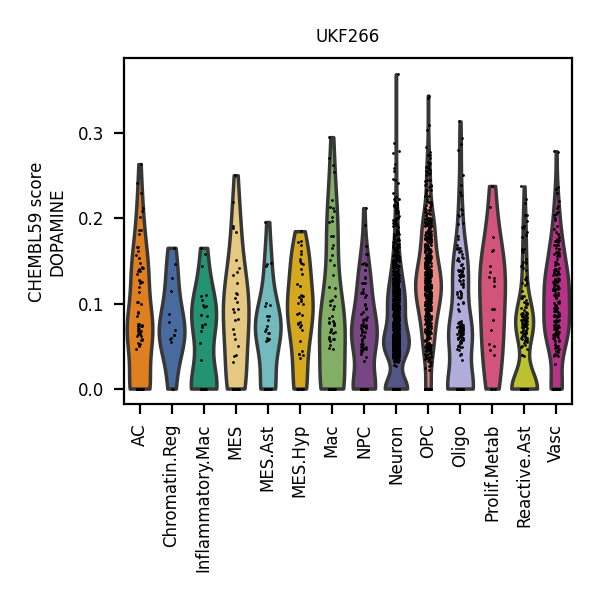 UKF266
CHEMBL59 score
DOPAMINE
0.3
0.2
0.1
0.0
AC
Chromatin.Reg
Inflammatory.Mac
MES
MES.Ast
MES.Hyp
Mac
NPC
Neuron
OPC
Oligo
Prolif.Metab
Reactive.Ast
Vasc